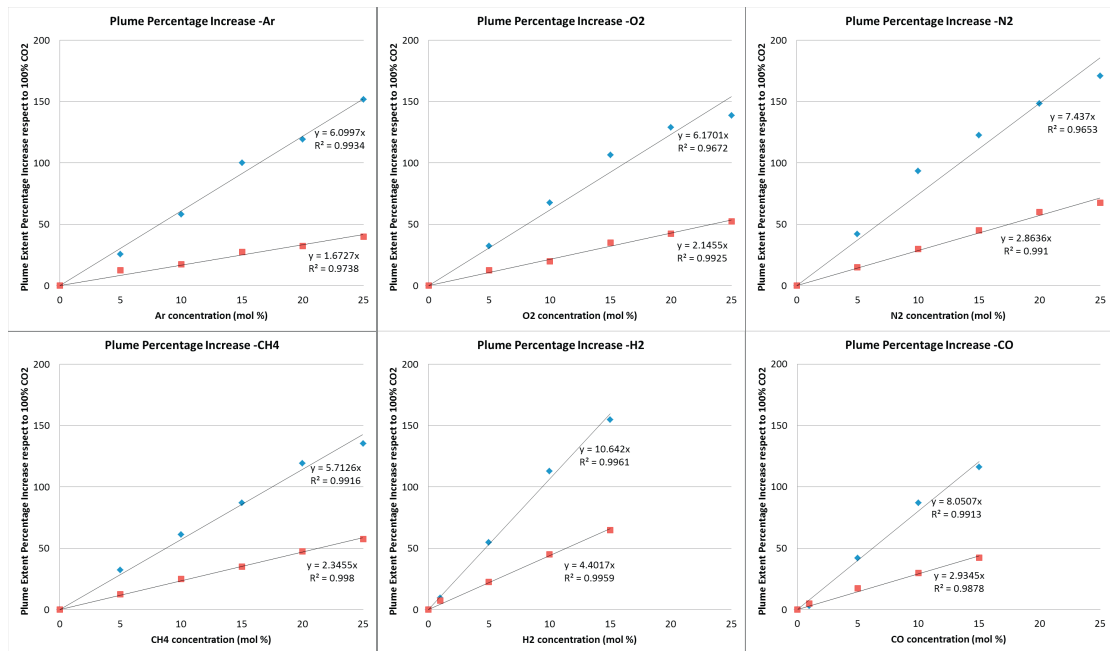 Plume Percentage Increase -Ar
Plume Extent Percentage Increase respect to 100% CO2
200
150
100
50
0
y = 6.0997x
R² = 0.9934
1.6727x
R² = 0.9738
0 5 10 15 20 25
Ar concentration (mol %)
Plume Percentage Increase -O2
Plume Extent Percentage Increase respect to 100% CO2
200
150
100
50
0
y = 6.1701x
R² = 0.9672
y = 2.1455x
R² = 0.9925
0 5 10 15 20 25
O2 concentration (mol %)
Plume Percentage Increase -N2
Plume Extent Percentage Increase respect to 100% CO2
200
150
100
50
0
y = 7.437x
R² = 0.9653
y = 2.8636x
R² = 0.991
0 5 10 15 20 25
N2 concentration (mol %)
Plume Percentage Increase -CH4
Plume Extent Percentage Increase respect to 100% CO2
200
150
100
50
0
y = 5.7126x
R² = 0.9916
y = 2.3455x
R² = 0.998
0 5 10 15 20 25
CH4 concentration (mol %)
Plume Percentage Increase -H2
Plume Extent Percentage Increase respect to 100% CO2
200
150
100
50
0
y = 10.642x
R² = 0.9961
y = 4.4017x
R² = 0.9959
0 5 10 15 20 25
H2 concentration (mol %)
Plume Percentage Increase -CO
Plume Extent Percentage Increase respect to 100% CO2
200
150
100
50
0
y = 8.0507x
R² = 0.9913
y = 2.9345x
R² = 0.9878
0 5 10 15 20 25
CO concentration (mol %)